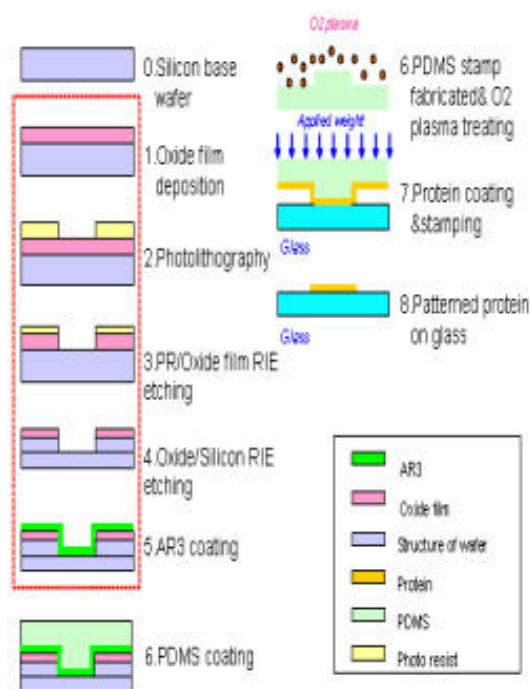 0.Silicon base
wafer
1.Oxide film
deposition
2.Photolithography
3.PR/Oxide film RIE
etching
4.Oxide/Silicon RIE
etching
5.AR3 coating
6.PDMS coating
O2 plasma
6.PDMS stamp
fabricated& O2
plasma treating
Applied weight
7.Protein coating
&stamping
Glass
8.Patterned protein
on glass
Glass
AR3
Oxide film
Structure of wafer
Protein
PDMS
Photo resist